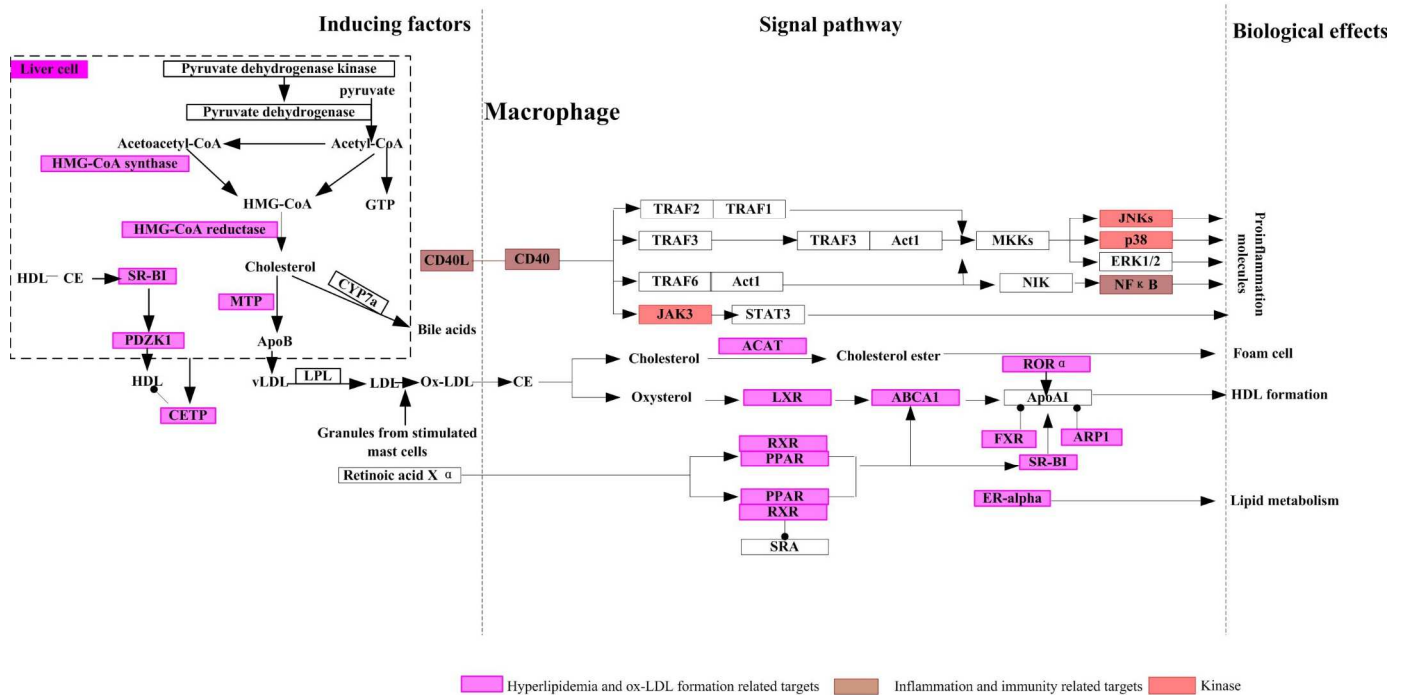 Inducing factors
Signal pathway
Biological effects
Liver cell
Pyruvate dehydrogenase kinase
pyruvate
Pyruvate dehydrogenase
Macrophage
Acetoacetyl-CoA
Acetyl-CoA
HMG-CoA synthase
HMG-CoA
GTP
HMG-CoA reductase
Cholesterol
HDL
CE
SR-BI
MTP
CYP7a
Bile acids
PDZK1
ApoB
HDL
vLDL
LPL
LDL
Ox-LDL
CE
CETP
Granules from stimulated
mast cells
Retinoic acid X α
CD40L
CD40
TRAF2
TRAF1
TRAF3
TRAF3
Act1
MKKs
JNKs
p38
ERK1/2
TRAF6
Act1
NIK
NFκB
JAK3
STAT3
Proinflammation
molecules
Cholesterol
ACAT
Cholesterol ester
Foam cell
Oxysterol
LXR
ABCA1
ROR α
ApoAI
HDL formation
FXR
ARP1
SR-BI
RXR
PPAR
PPAR
RXR
SRA
ER-alpha
Lipid metabolism
Hyperlipidemia and ox-LDL formation related targets
Inflammation and immunity related targets
Kinase